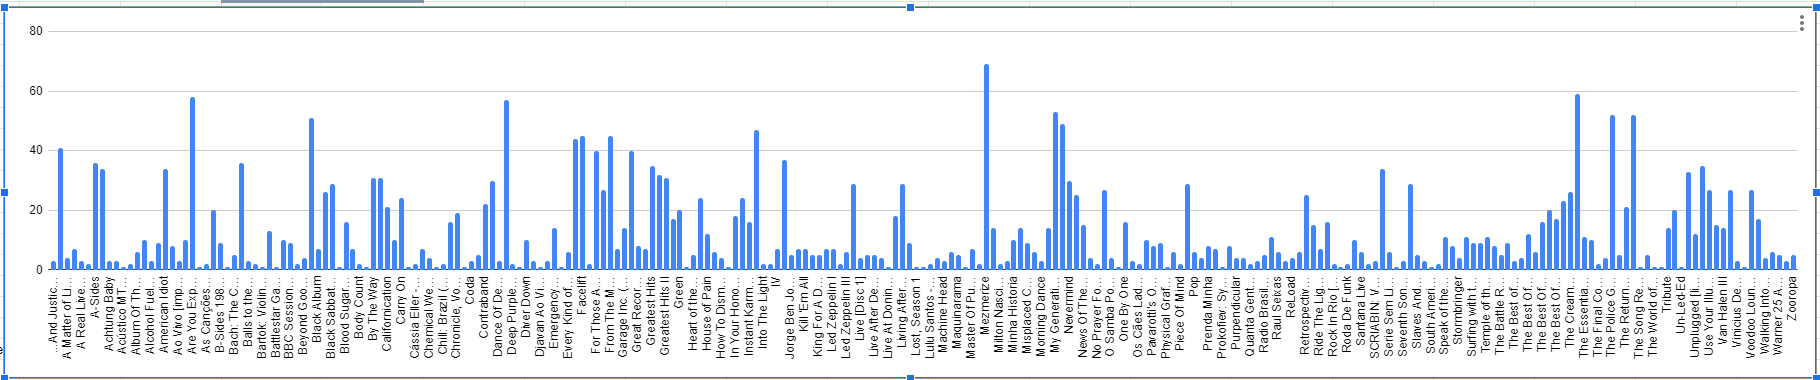 80
60
40
20
0
...And Justic...
A Matter of Li...
A Real Live...
A-Sides
Achtung Baby
Acústico MT...
Album Of Th...
Alcohol Fuel...
American Idiot
Ao Vivo [Imp...
Are You Exp...
As Canções...
B-Sides 198...
Bach: The C...
Balls to the...
Bartok: Violin...
Battlestar Ga...
BBC Session...
Beyond Goo...
Black Album
Black Sabbat...
Blood Sugar...
Body Count
By The Way
Californication
Carry On
Cássia Eller -...
Chemical We...
Chill: Brazil (...
Chronicle, Vo...
Coda
Contraband
Dance Of De...
Deep Purple...
Diver Down
Djavan Ao Vi...
Emergency...
Every Kind of...
Facelift
For Those A...
From The M...
Garage Inc. (...
Great Recor...
Greatest Hits
Greatest Hits II
Green
Heart of the...
House of Pain
How To Dism...
In Your Hono...
Instant Karm...
Into The Light
IV
Jorge Ben Jo...
Kill 'Em All
King For A D...
Led Zeppelin I
Led Zeppelin III
Live [Disc 1]
Live After De...
Live At Donin...
Living After...
Lost, Season 1
Lulu Santos -...
Machine Head
Maquinarama
Master Of Pu...
Mezmerize
Milton Nasci...
Minha Historia
Misplaced C...
Morning Dance
My Generati...
Nevermind
News Of The...
No Prayer Fo...
O Samba Po...
One By One
Os Cães Lad...
Pavarotti's O...
Physical Graf...
Piece Of Mind
Pop
Prenda Minha
Prokofiev: Sy...
Purpendicular
Quanta Gent...
Radio Brasil...
Raul Seixas
ReLoad
Retrospectiv...
Ride The Lig...
Rock In Rio [...
Roda De Funk
Santana Live
SCRIABIN: V...
Serie Sem Li...
Seventh Son...
Slaves And...
South Ameri...
Speak of the...
Stormbringer
Surfing with t...
Temple of th...
The Battle R...
The Best of...
The Best Of...
The Best Of...
The Best Of...
The Cream...
The Essentia...
The Final Co...
The Police G...
The Return...
The Song Re...
The World of...
Tribute
Un-Led-Ed
Unplugged [li...
Use Your Illu...
Van Halen III
Vinicius De...
Voodoo Loun...
Walking Into...
Warner 25 A...
Zooropa